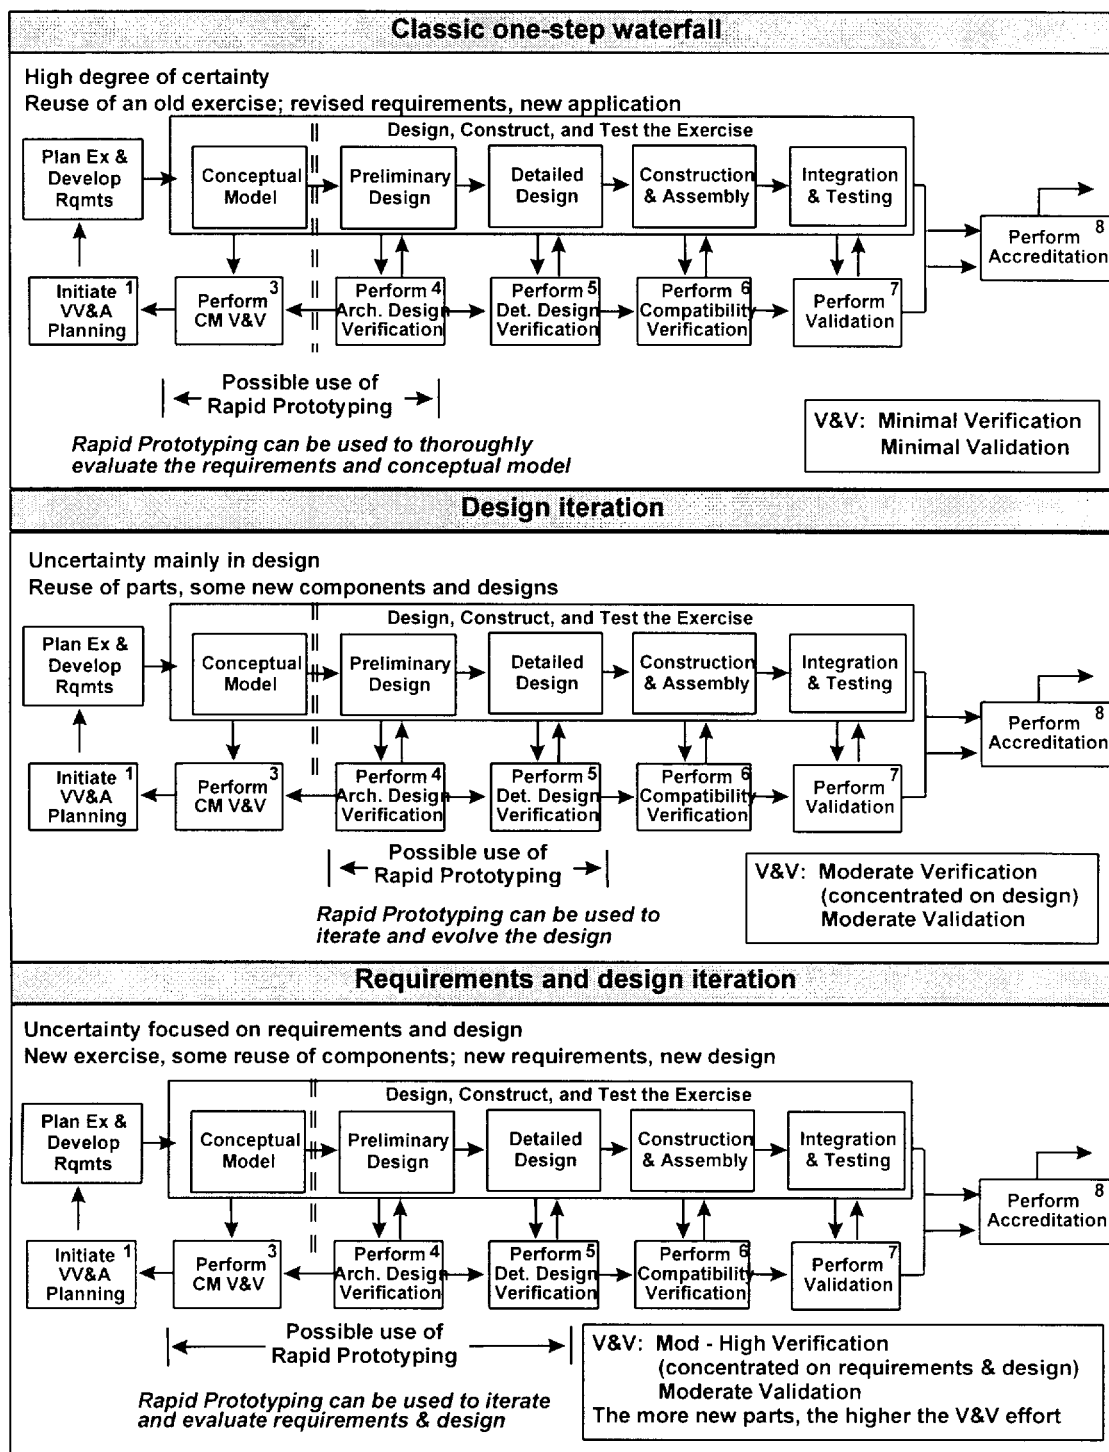 Classic one-step waterfall
High degree of certainty
Reuse of an old exercise; revised requirements, new application
Design, Construct, and Test the Exercise
Plan Ex &
Develop
Rqmts
Conceptual
Model
Preliminary
Design
Detailed
Design
Construction
& Assembly
Integration
& Testing
8
Perform
Accreditation
Initiate 1
VV&A
Planning
3
Perform
CM V&V
Perform 4
Arch. Design
Verification
Perform 5
Det. Design
Verification
Perform 6
Compatibility
Verification
7
Perform
Validation
Possible use of
Rapid Prototyping
Rapid Prototyping can be used to thoroughly
evaluate the requirements and conceptual model
V&V: Minimal Verification
Minimal Validation
Design iteration
Uncertainty mainly in design
Reuse of parts, some new components and designs
Design, Construct, and Test the Exercise
Plan Ex &
Develop
Rqmts
Conceptual
Model
Preliminary
Design
Detailed
Design
Construction
& Assembly
Integration
& Testing
8
Perform
Accreditation
Initiate 1
VV&A
Planning
3
Perform
CM V&V
Perform 4
Arch. Design
Verification
Perform 5
Det. Design
Verification
Perform 6
Compatibility
Verification
7
Perform
Validation
Possible use of
Rapid Prototyping
Rapid Prototyping can be used to
iterate and evolve the design
V&V: Moderate Verification
(concentrated on design)
Moderate Validation
Requirements and design iteration
Uncertainty focused on requirements and design
New exercise, some reuse of components; new requirements, new design
Design, Construct, and Test the Exercise
Plan Ex &
Develop
Rqmts
Conceptual
Model
Preliminary
Design
Detailed
Design
Construction
& Assembly
Integration
& Testing
8
Perform
Accreditation
Initiate 1
VV&A
Planning
3
Perform
CM V&V
Perform 4
Arch. Design
Verification
Perform 5
Det. Design
Verification
Perform 6
Compatibility
Verification
7
Perform
Validation
Possible use of
Rapid Prototyping
Rapid Prototyping can be used to iterate
and evaluate requirements & design
V&V: Mod - High Verification
(concentrated on requirements & design)
Moderate Validation
The more new parts, the higher the V&V effort